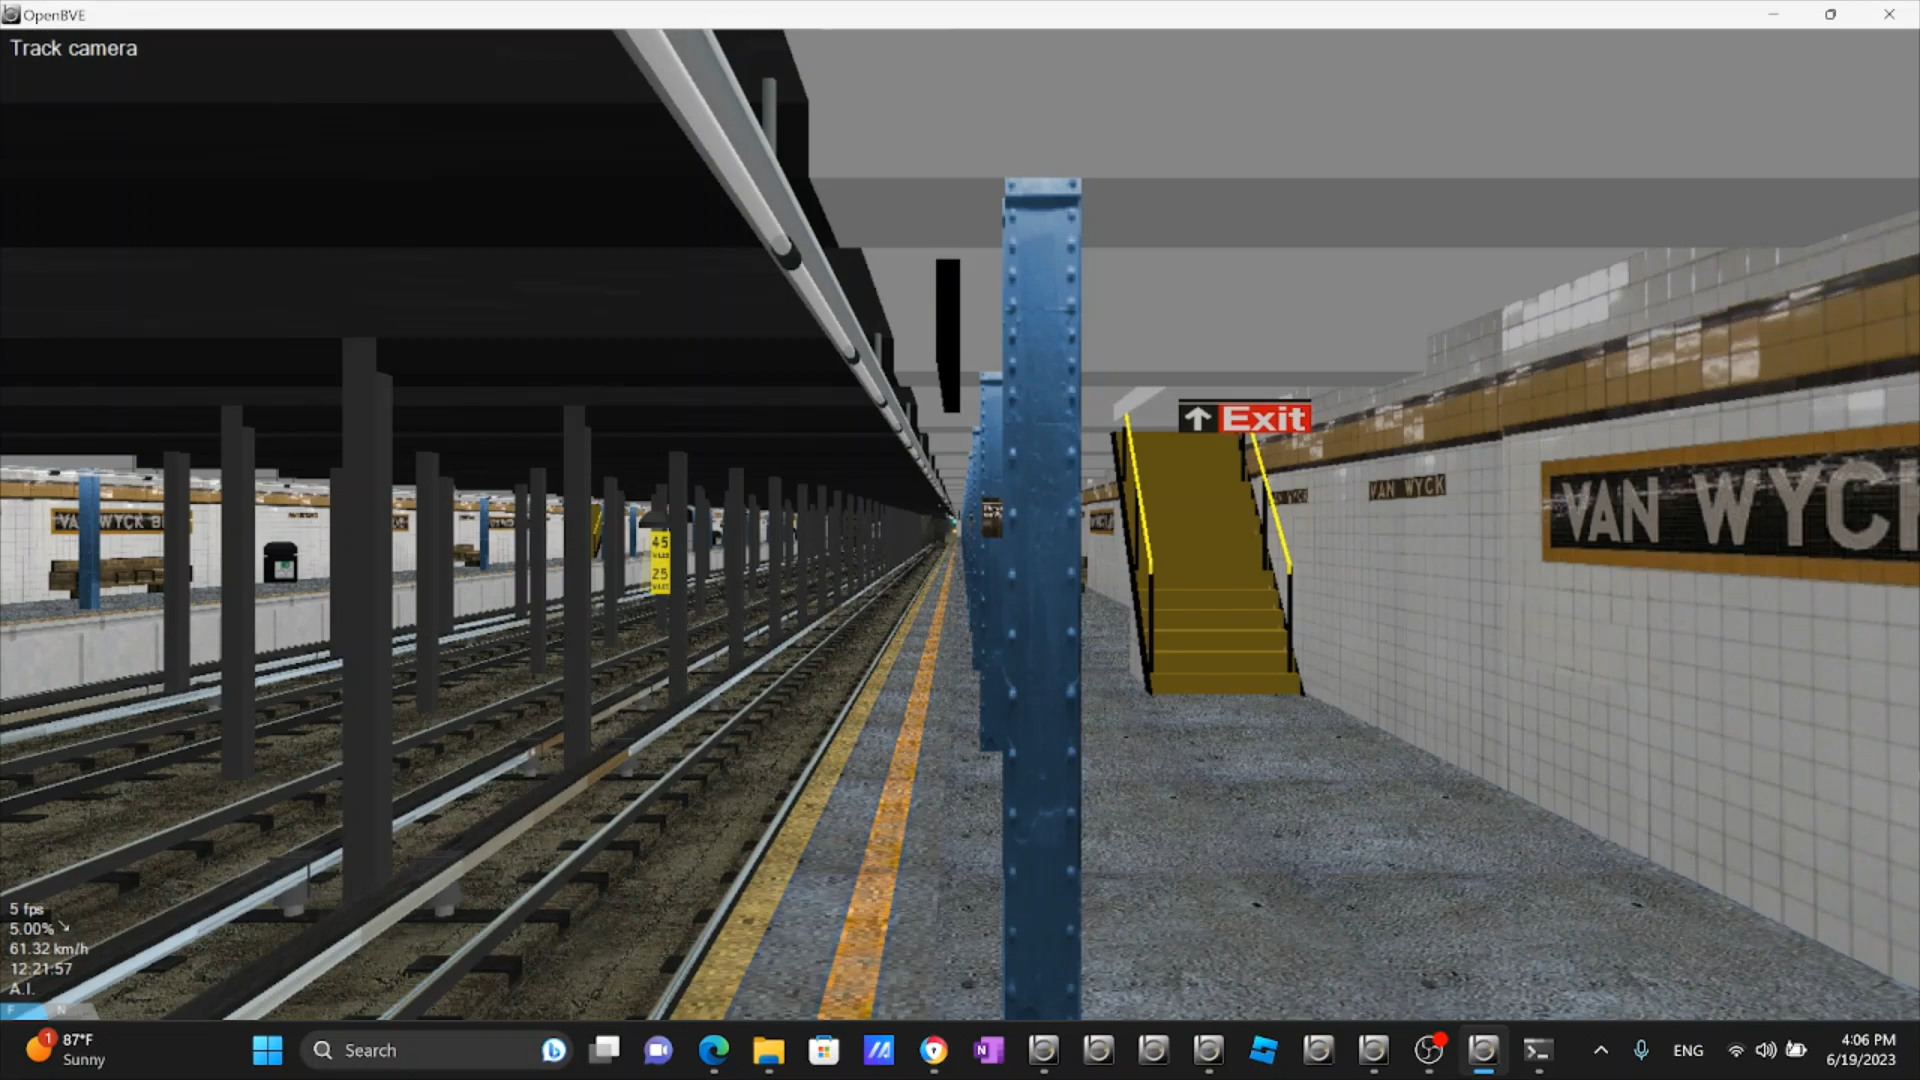 OpenBVE
Track camera
Exit
VAN WYCK
VAN WYCK
VAN WYCK B
45
25
5 fps
5.00%
61.32 km/h
12:21:57
A.I.
F N
1
87°F
Sunny
Search
ENG
4:06 PM
6/19/2023